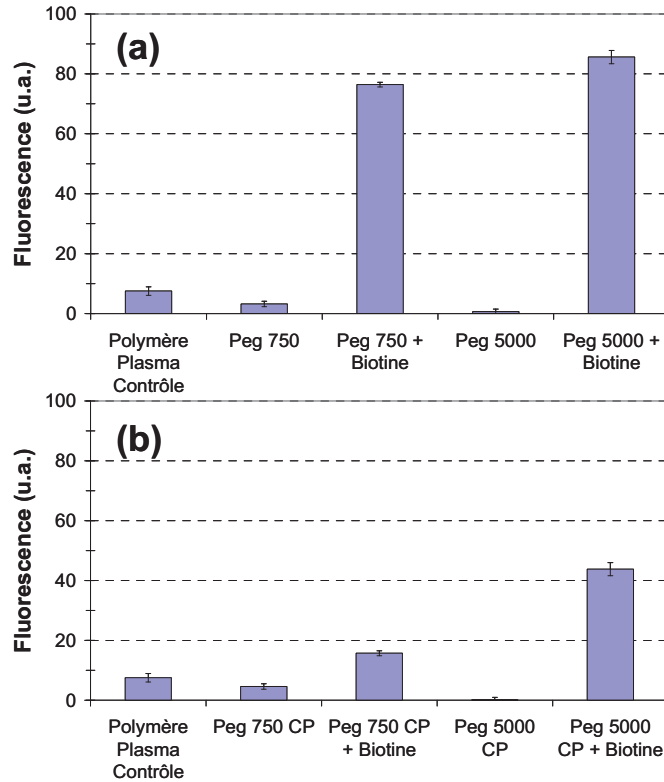 100
(a)
80
60
40
20
0
Fluorescence (u.a.)
Polymère Plasma Contrôle
Peg 750
Peg 750 + Biotine
Peg 5000
Peg 5000 + Biotine
100
(b)
80
60
40
20
0
Fluorescence (u.a.)
Polymère Plasma Contrôle
Peg 750 CP
Peg 750 CP + Biotine
Peg 5000 CP
Peg 5000 CP + Biotine